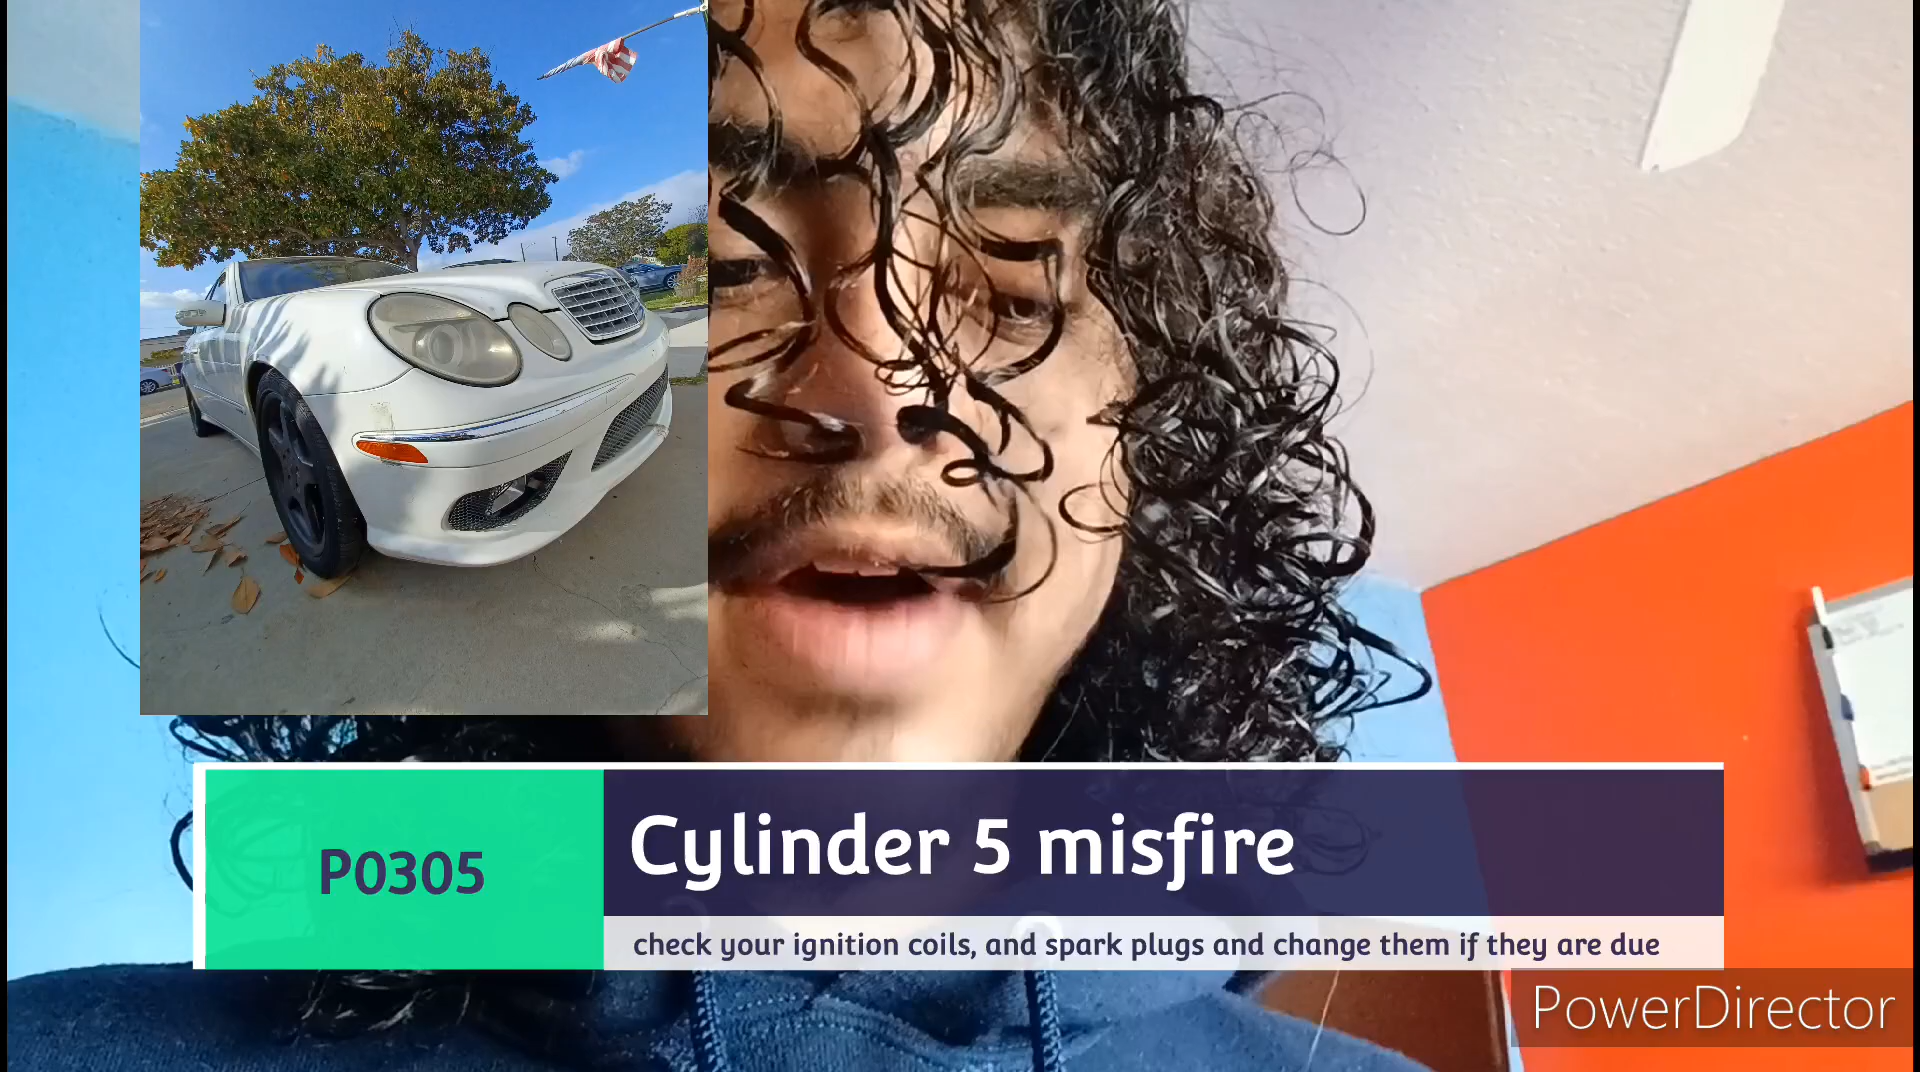 P0305
Cylinder 5 misfire
check your ignition coils, and spark plugs and change them if they are due
PowerDirector